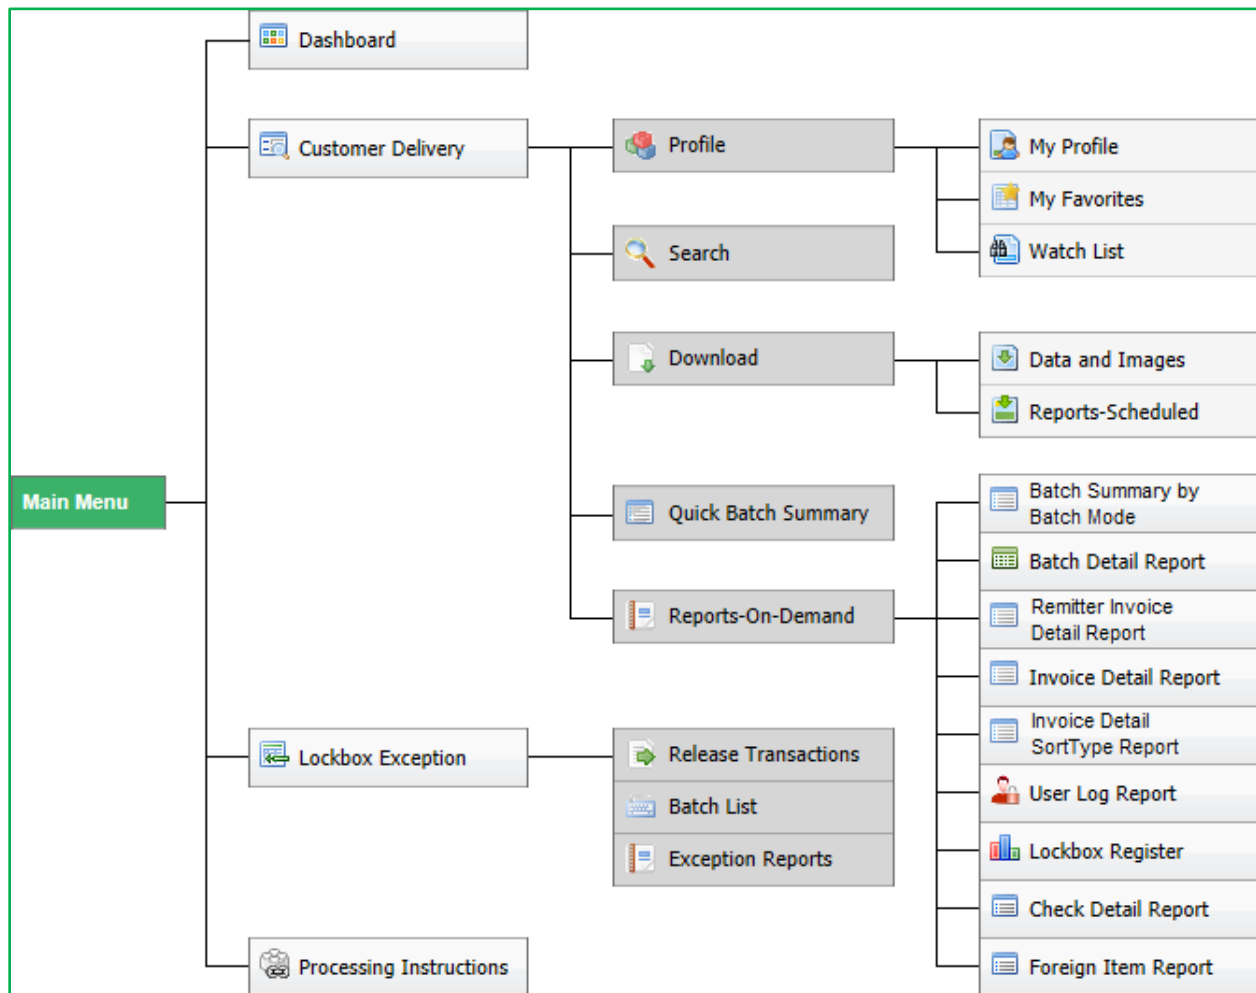 Dashboard
Customer Delivery
Profile
My Profile
My Favorites
Search
Watch List
Download
Data and Images
Reports-Scheduled
Main Menu
Quick Batch Summary
Batch Summary by
Batch Mode
Batch Detail Report
Reports-On-Demand
Remitter Invoice
Detail Report
Invoice Detail Report
Invoice Detail
SortType Report
Lockbox Exception
Release Transactions
User Log Report
Batch List
Lockbox Register
Exception Reports
Check Detail Report
Processing Instructions
Foreign Item Report